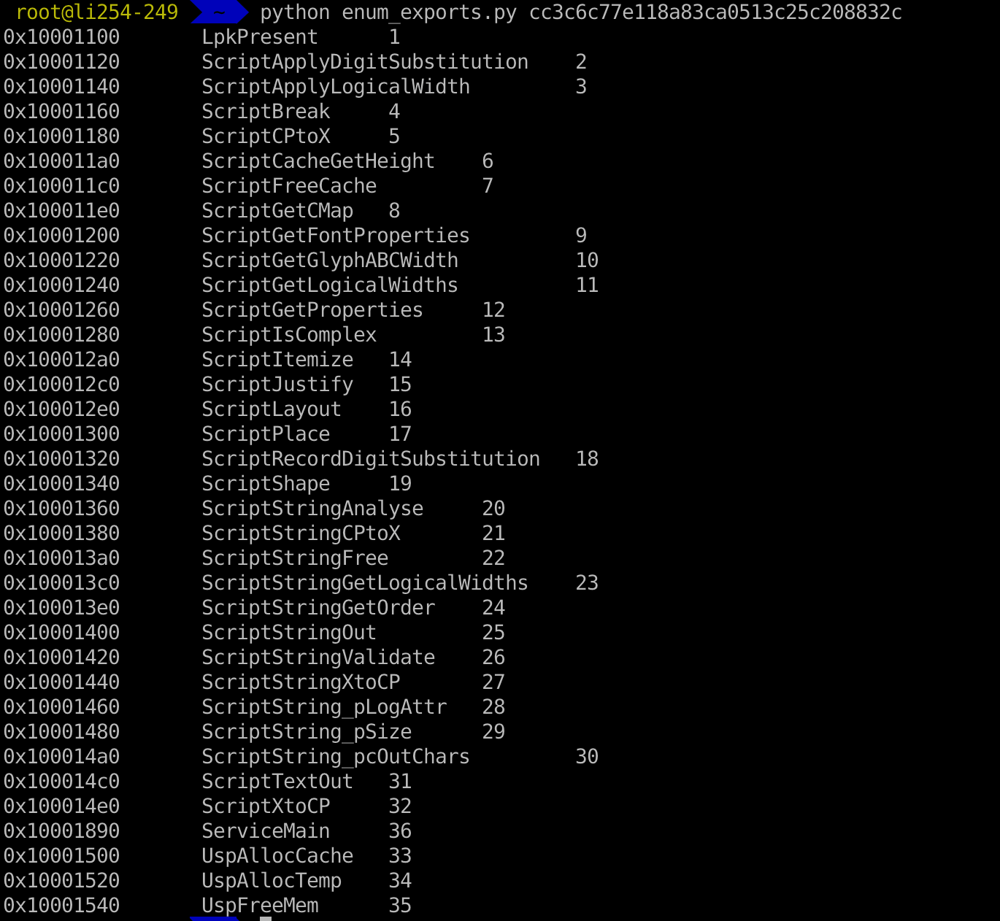 root@li254-249 ~ python enum_exports.py cc3c6c77e118a83ca0513c25c208832c
0x10001100 LpkPresent 1
0x10001120 ScriptApplyDigitSubstitution 2
0x10001140 ScriptApplyLogicalWidth 3
0x10001160 ScriptBreak 4
0x10001180 ScriptCPtoX 5
0x100011a0 ScriptCacheGetHeight 6
0x100011c0 ScriptFreeCache 7
0x100011e0 ScriptGetCMap 8
0x10001200 ScriptGetFontProperties 9
0x10001220 ScriptGetGlyphABCWidth 10
0x10001240 ScriptGetLogicalWidths 11
0x10001260 ScriptGetProperties 12
0x10001280 ScriptIsComplex 13
0x100012a0 ScriptItemize 14
0x100012c0 ScriptJustify 15
0x100012e0 ScriptLayout 16
0x10001300 ScriptPlace 17
0x10001320 ScriptRecordDigitSubstitution 18
0x10001340 ScriptShape 19
0x10001360 ScriptStringAnalyse 20
0x10001380 ScriptStringCPtoX 21
0x100013a0 ScriptStringFree 22
0x100013c0 ScriptStringGetLogicalWidths 23
0x100013e0 ScriptStringGetOrder 24
0x10001400 ScriptStringOut 25
0x10001420 ScriptStringValidate 26
0x10001440 ScriptStringXtoCP 27
0x10001460 ScriptString_pLogAttr 28
0x10001480 ScriptString_pSize 29
0x100014a0 ScriptString_pcOutChars 30
0x100014c0 ScriptTextOut 31
0x100014e0 ScriptXtoCP 32
0x10001890 ServiceMain 36
0x10001500 UspAllocCache 33
0x10001520 UspAllocTemp 34
0x10001540 UspFreeMem 35